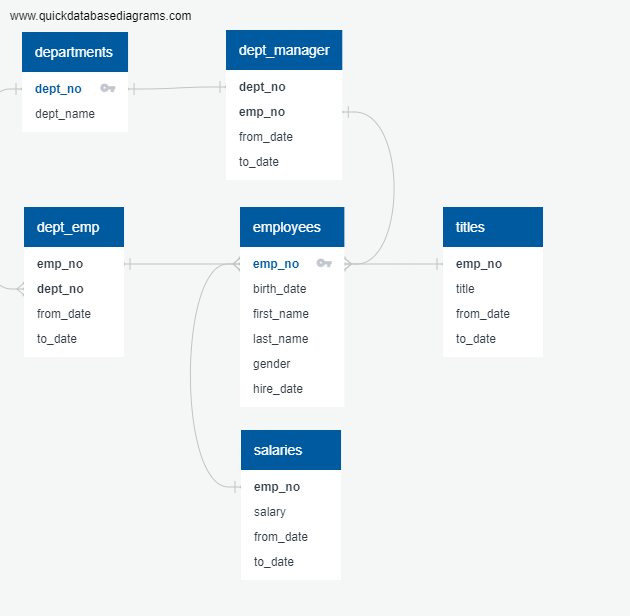 www.quickdatabasediagrams.com
departments
dept_no
dept_name
dept_manager
dept_no
emp_no
from_date
to_date
dept_emp
emp_no
dept_no
from_date
to_date
employees
emp_no
birth_date
first_name
last_name
gender
hire_date
titles
emp_no
title
from_date
to_date
salaries
emp_no
salary
from_date
to_date